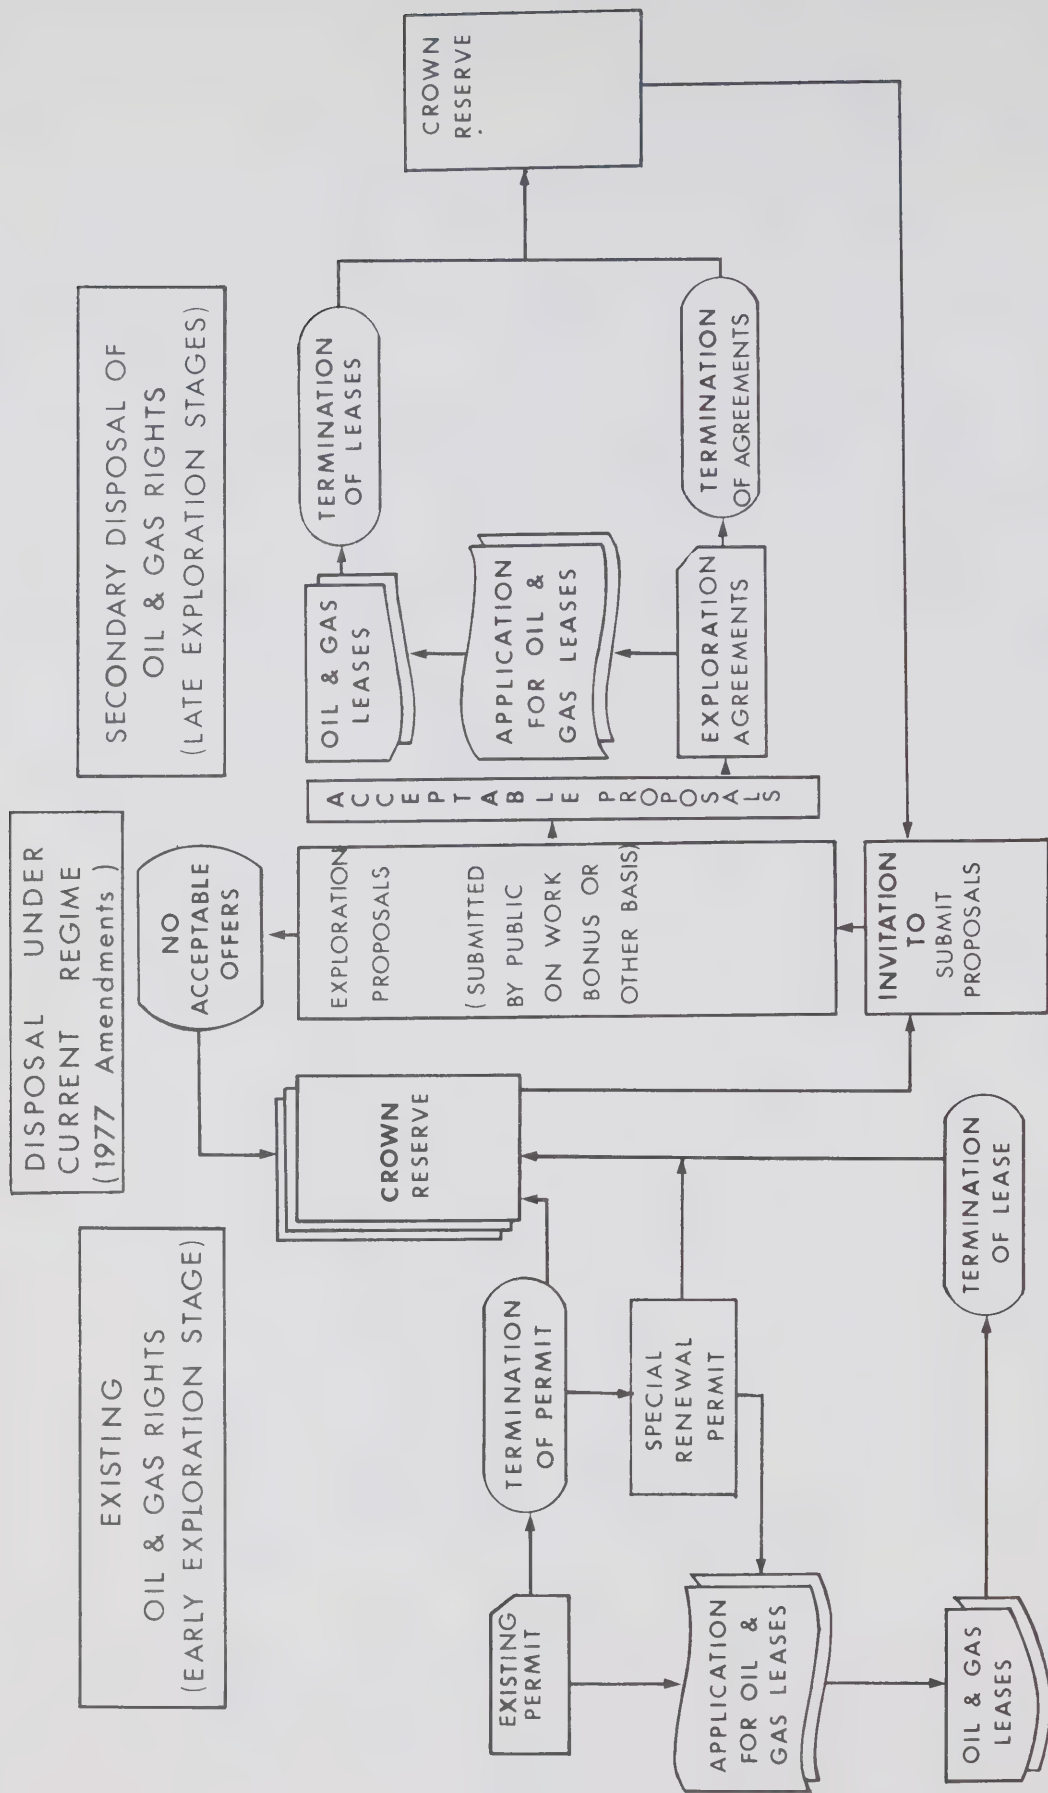 EXISTING
OIL & GAS RIGHTS
(EARLY EXPLORATION STAGE)
DISPOSAL UNDER
CURRENT REGIME
(1977 Amendments )
SECONDARY DISPOSAL OF
OIL & GAS RIGHTS
(LATE EXPLORATION STAGES)
EXISTING
PERMIT
TERMINATION
OF PERMIT
SPECIAL
RENEWAL
PERMIT
APPLICATION
FOR OIL &
GAS LEASES
OIL & GAS
LEASES
TERMINATION
OF LEASE
CROWN
RESERVE
NO
ACCEPTABLE
OFFERS
EXPLORATION
PROPOSALS
(SUBMITTED
BY PUBLIC
ON WORK
BONUS OR
OTHER BASIS)
INVITATION
TO
SUBMIT
PROPOSALS
ACCEPTABLE PROPOSALS
OIL & GAS
LEASES
APPLICATION
FOR OIL &
GAS LEASES
EXPLORATION
AGREEMENTS
TERMINATION
OF LEASES
TERMINATION
OF AGREEMENTS
CROWN
RESERVE